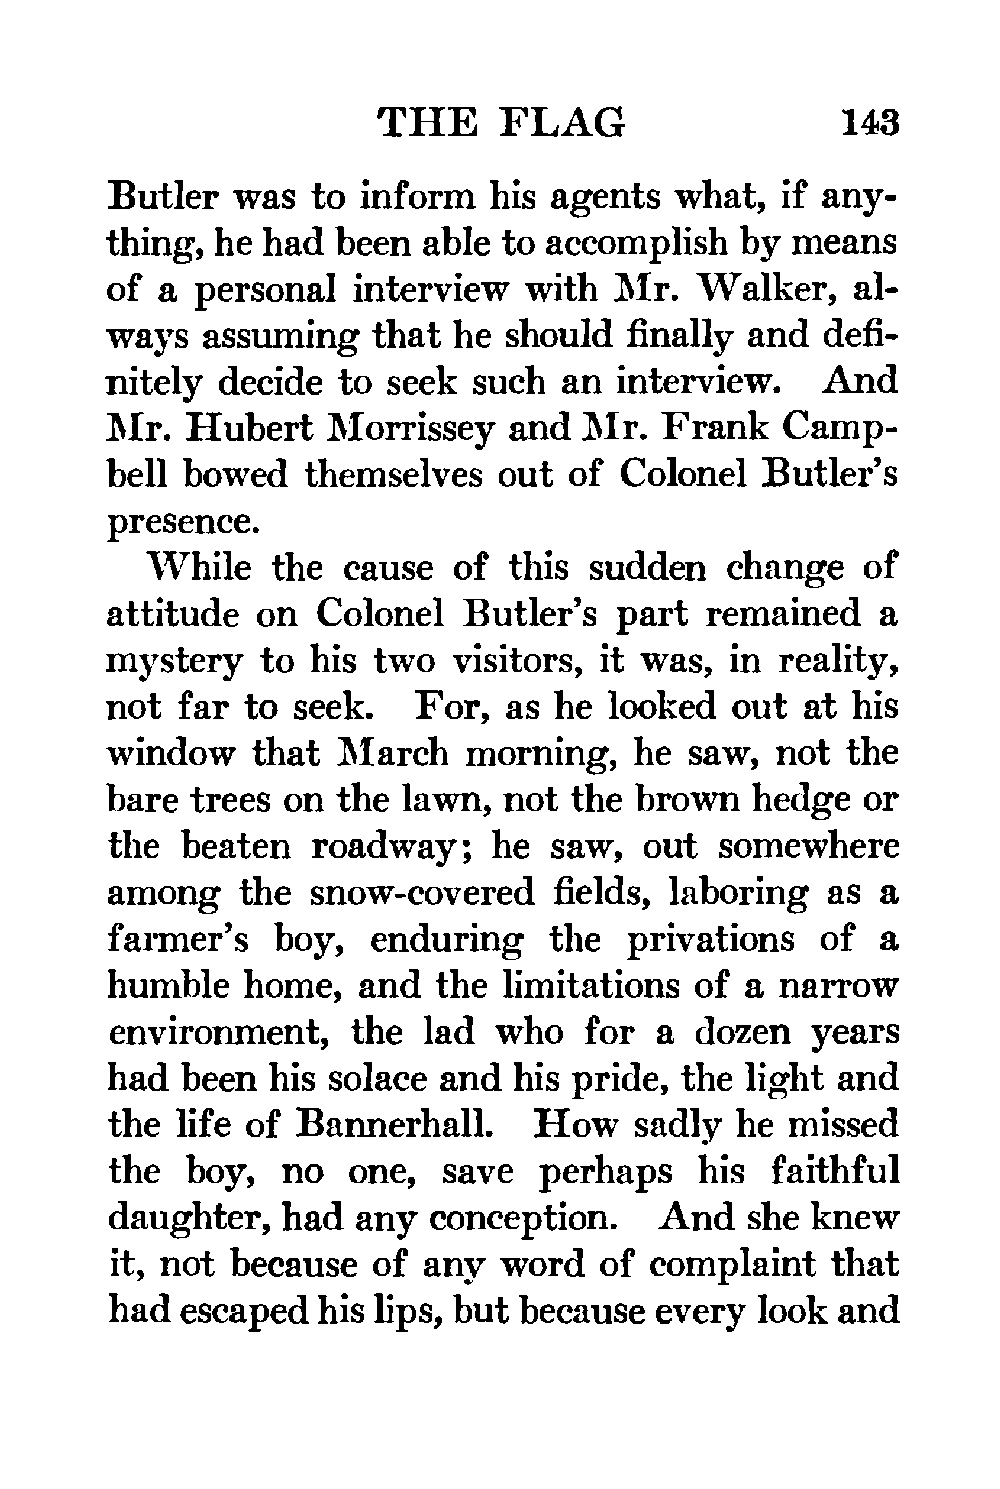 THE FLAG 143
Butler was to inform his agents what, if any-
thing, he had been able to accomplish by means
of a personal interview with Mr. Walker, al-
ways assuming that he should finally and defi-
nitely decide to seek such an interview. And
Mr. Hubert Morrissey and Mr. Frank Camp-
bell bowed themselves out of Colonel Butler's
presence.
While the cause of this sudden change of
attitude on Colonel Butler's part remained a
mystery to his two visitors, it was, in reality,
not far to seek. For, as he looked out at his
window that March morning, he saw, not the
bare trees on the lawn, not the brown hedge or
the beaten roadway; he saw, out somewhere
among the snow-covered fields, laboring as a
farmer's boy, enduring the privations of a
humble home, and the limitations of a narrow
environment, the lad who for a dozen years
had been his solace and his pride, the light and
the life of Bannerhall. How sadly he missed
the boy, no one, save perhaps his faithful
daughter, had any conception. And she knew
it, not because of any word of complaint that
had escaped his lips, but because every look and